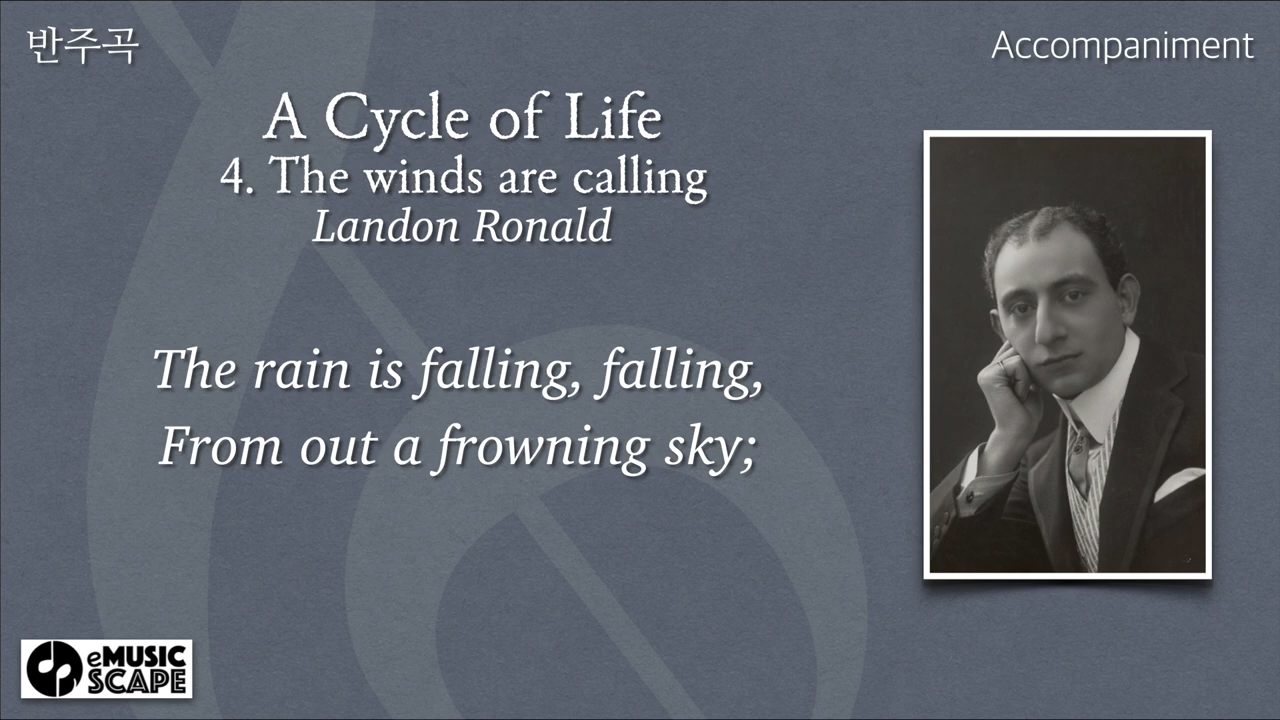 반주곡
Accompaniment
A Cycle of Life
4. The winds are calling
Landon Ronald
The rain is falling, falling,
From out a frowning sky;
eMUSIC
SCAPE